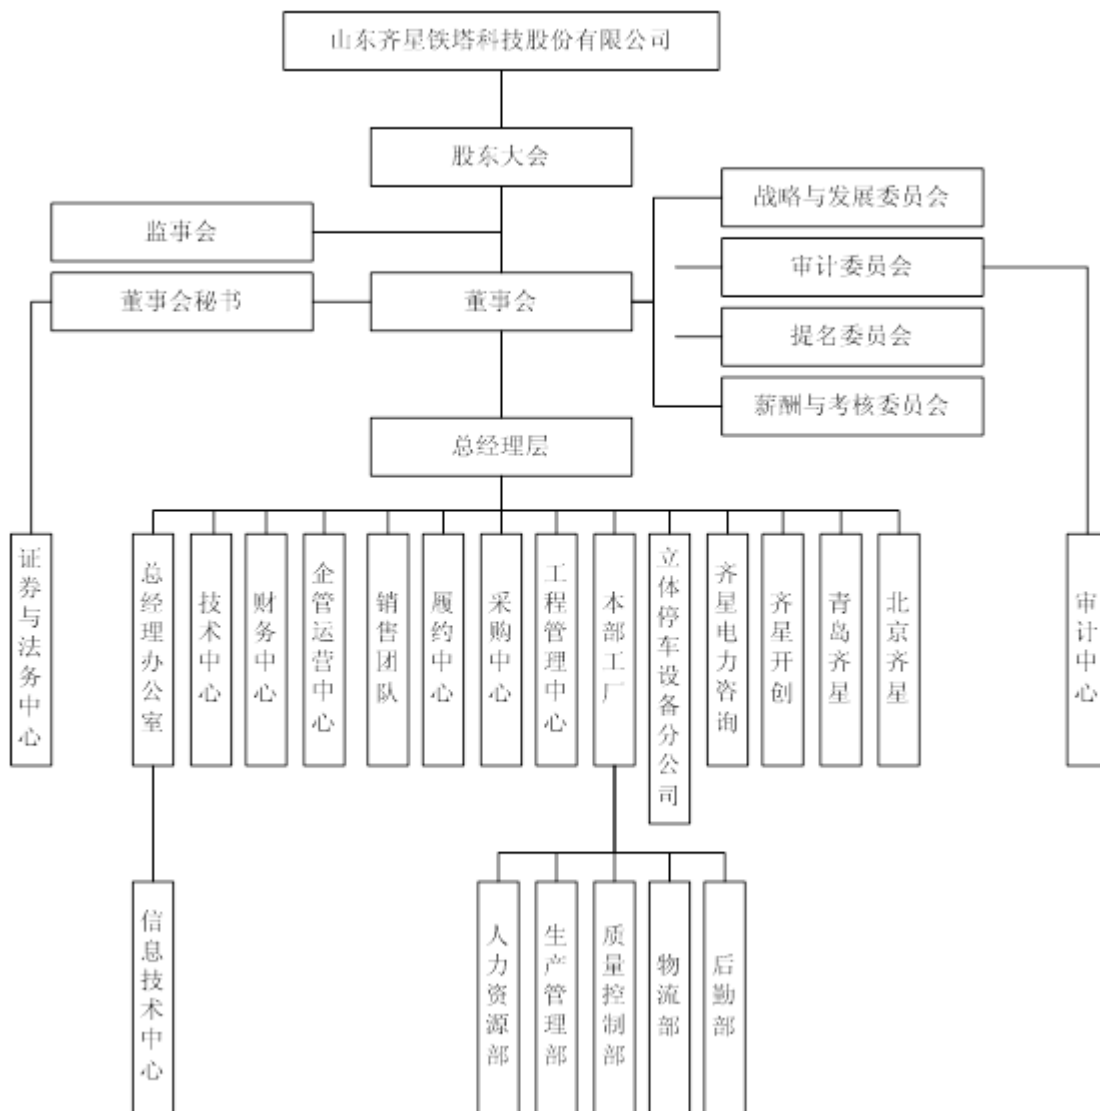 山东齐星铁塔科技股份有限公司
股东大会
战略与发展委员会
监事会
审计委员会
董事会秘书
董事会
提名委员会
薪酬与考核委员会
总经理层
证券与法务中心
总经理办公室
技术中心
财务中心
企管运营中心
销售团队
履约中心
采购中心
工程管理中心
本部工厂
立体停车设备分公司
齐星电力咨询
齐星开创
青岛齐星
北京齐星
审计中心
信息技术中心
人力资源部
生产管理部
质量控制部
物流部
后勤部